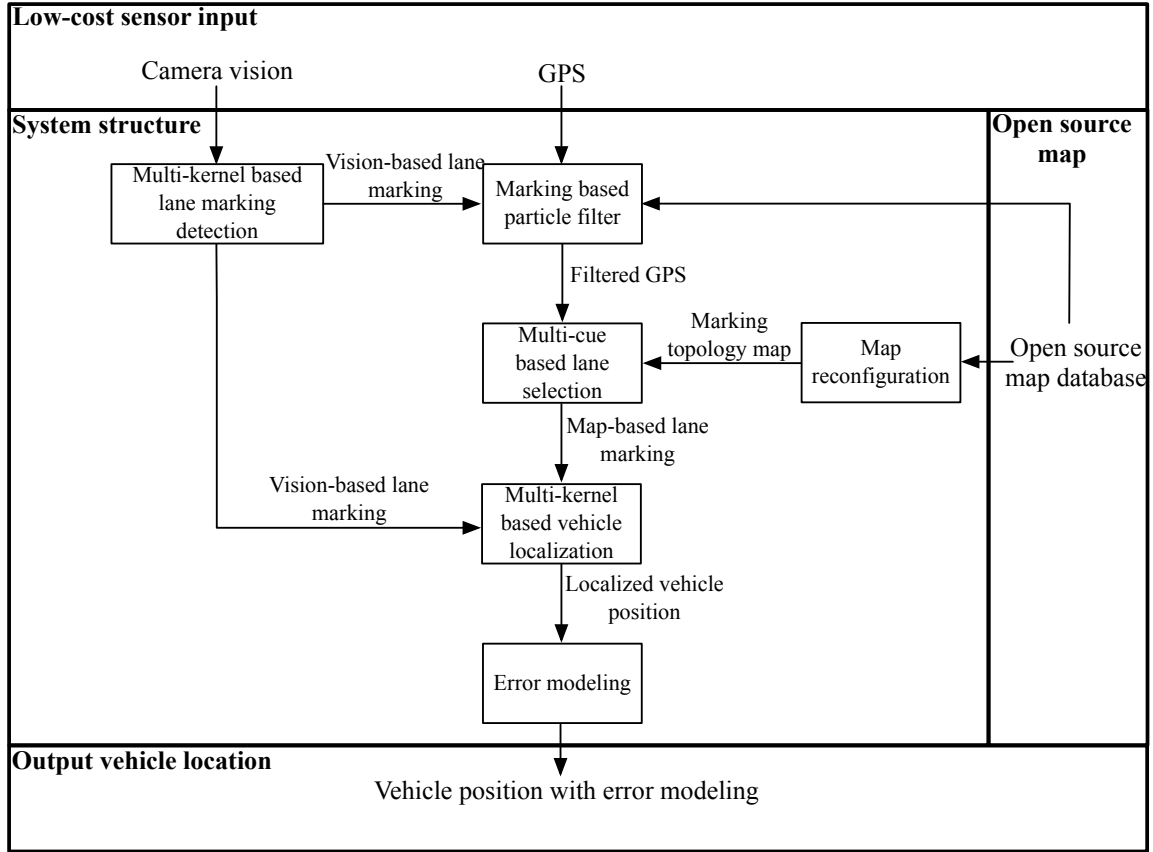 Low-cost sensor input
Camera vision
GPS
System structure
Open source
map
Multi-kernel based
lane marking
detection
Vision-based lane
marking
Marking based
particle filter
Filtered GPS
Multi-cue
based lane
selection
Marking
topology map
Map
reconfiguration
Open source
map database
Map-based lane
marking
Vision-based lane
marking
Multi-kernel
based vehicle
localization
Localized vehicle
position
Error modeling
Output vehicle location
Vehicle position with error modeling